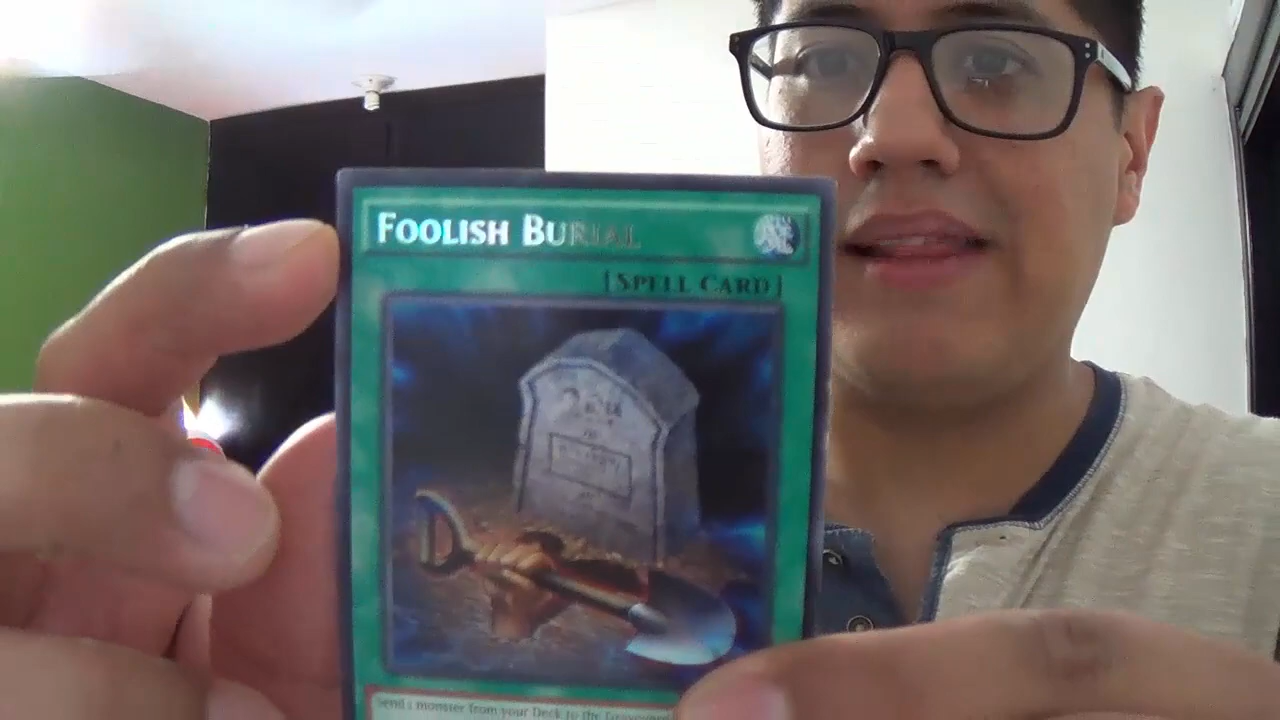 FOOLISH BURIAL
[SPELL CARD]
Send 1 monster from your Deck to the Graveyard